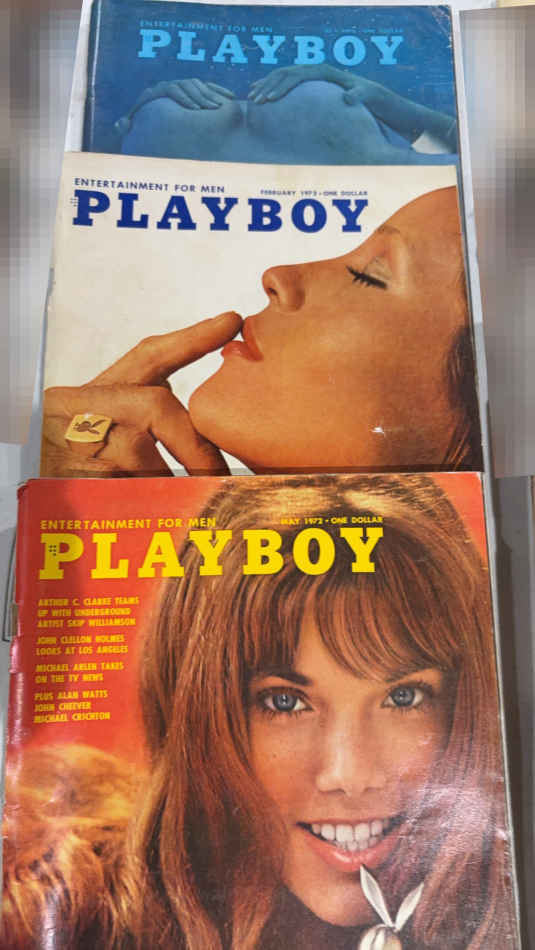 ENTERTAINMENT FOR MEN
ONE DOLLAR
PLAYBOY
ENTERTAINMENT FOR MEN
FEBRUARY 1972 • ONE DOLLAR
PLAYBOY
ENTERTAINMENT FOR MEN
MAY 1972 • ONE DOLLAR
PLAYBOY
ARTHUR C. CLARKE TEAMS
UP WITH UNDERGROUND
ARTIST SKIP WILLIAMSON
JOHN CLELLON HOLMES
LOOKS AT LOS ANGELES
MICHAEL ARLEN TAKES
ON THE TV NEWS
PLUS ALAN WATTS
JOHN CHEEVER
MICHAEL CRICHTON